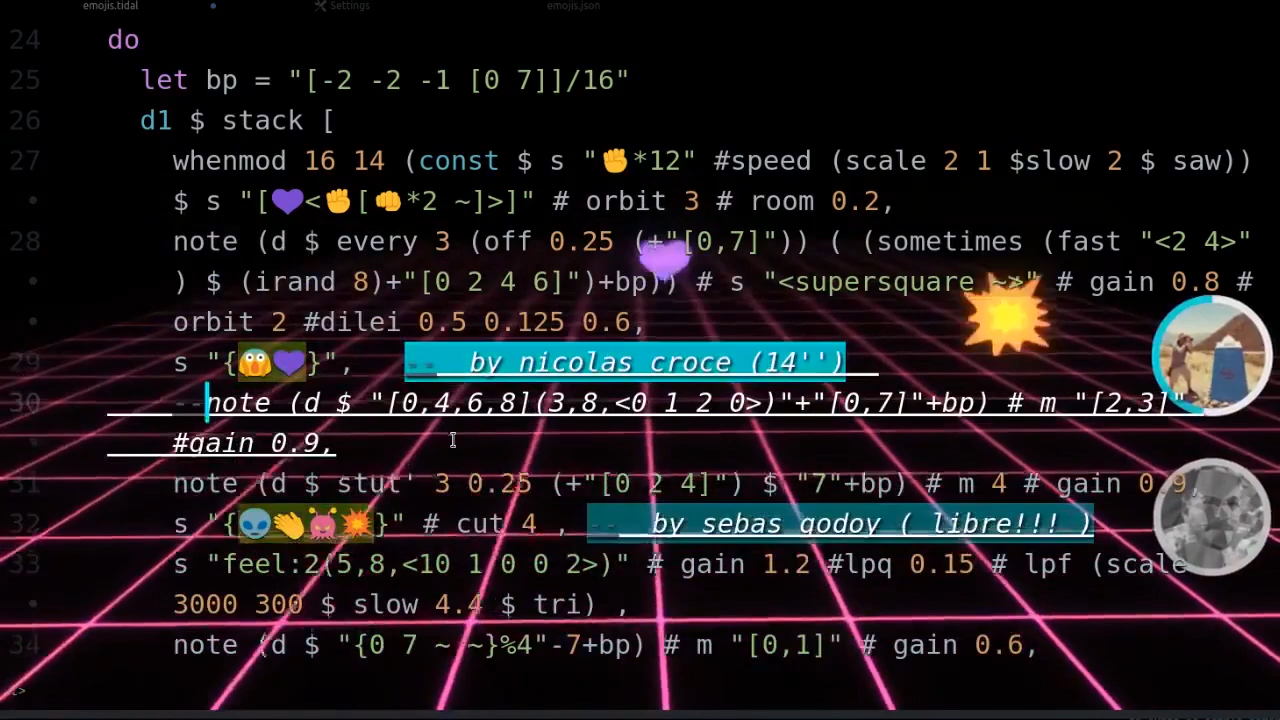 emojis.tidal Settings emojis.json
24 do
25 let bp = "[-2 -2 -1 [0 7]]/16"
26 d1 $ stack [
27 whenmod 16 14 (const $ s "✊*12" #speed (scale 2 1 $slow 2 $ saw))
• $ s "[💜<✊[👊*2 ~]>]" # orbit 3 # room 0.2,
28 note (d $ every 3 (off 0.25 (+"[0,7]")) ( (sometimes (fast "<2 4>"
• ) $ (irand 8)+"[0 2 4 6]")+bp)) # s "<supersquare ~>" # gain 0.8 #
• orbit 2 #dilei 0.5 0.125 0.6,
29 s "{😱💜}", -- by nicolas croce (14'')
30 --note (d $ "[0,4,6,8](3,8,<0 1 2 0>)"+"[0,7]"+bp) # m "[2,3]"
• #gain 0.9,
31 note (d $ stut' 3 0.25 (+"[0 2 4]") $ "7"+bp) # m 4 # gain 0.9,
32 s "{👽👏👾💥}" # cut 4 , -- by sebas godoy ( libre!!! )
33 s "feel:2(5,8,<10 1 0 0 2>)" # gain 1.2 #lpq 0.15 # lpf (scale
• 3000 300 $ slow 4.4 $ tri) ,
34 note (d $ "{0 7 ~ ~}%4"-7+bp) # m "[0,1]" # gain 0.6,